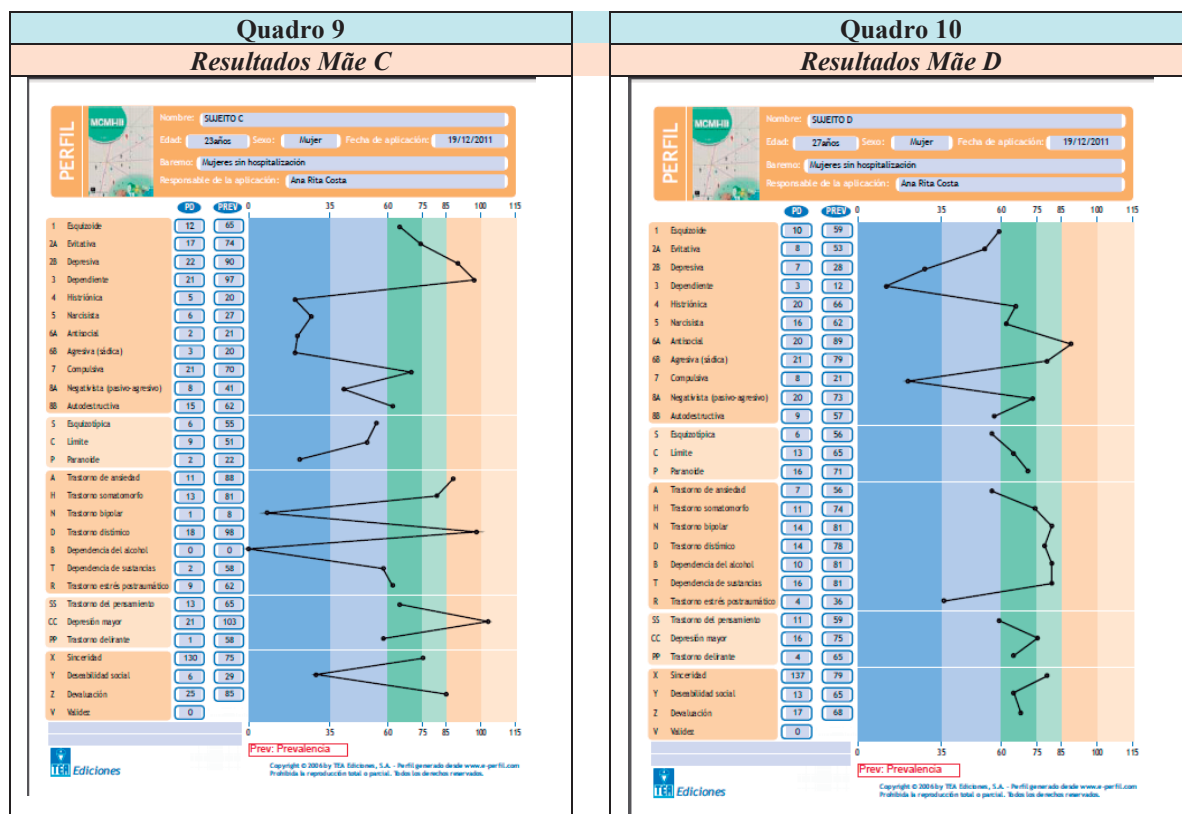 Quadro 9
Resultados Mãe C
PERFIL
MCMI-III
Nombre: SUJEITO C
Edad: 23años Sexo: Mujer Fecha de aplicación: 19/12/2011
Baremo: Mujeres sin hospitalización
Responsable de la aplicación: Ana Rita Costa
PD PREV 0 35 60 75 85 100 115
1 Esquizoide 12 65
2A Evitativa 17 74
2B Depresiva 22 90
3 Dependiente 21 97
4 Histriónica 5 20
5 Narcisista 6 27
6A Antisocial 2 21
6B Agresiva (sádica) 3 20
7 Compulsiva 21 70
8A Negativista (pasivo-agresivo) 8 41
8B Autodestructiva 15 62
S Esquizotípica 6 55
C Límite 9 51
P Paranoide 2 22
A Trastorno de ansiedad 11 88
H Trastorno somatomorfo 13 81
N Trastorno bipolar 1 8
D Trastorno distímico 18 98
B Dependencia del alcohol 0 0
T Dependencia de sustancias 2 58
R Trastorno estrés postraumático 9 62
SS Trastorno del pensamiento 13 65
CC Depresión mayor 21 103
PP Trastorno delirante 1 58
X Sinceridad 130 75
Y Deseabilidad social 6 29
Z Devaluación 25 85
V Validez 0
0 35 60 75 85 100 115
Prev: Prevalencia
TEA Ediciones
Copyright © 2006 by TEA Ediciones, S.A. - Perfil generado desde www.e-perfil.com
Prohibida la reproducción total o parcial. Todos los derechos reservados.
Quadro 10
Resultados Mãe D
PERFIL
MCMI-III
Nombre: SUJEITO D
Edad: 27años Sexo: Mujer Fecha de aplicación: 19/12/2011
Baremo: Mujeres sin hospitalización
Responsable de la aplicación: Ana Rita Costa
PD PREV 0 35 60 75 85 100 115
1 Esquizoide 10 59
2A Evitativa 8 53
2B Depresiva 7 28
3 Dependiente 3 12
4 Histriónica 20 66
5 Narcisista 16 62
6A Antisocial 20 89
6B Agresiva (sádica) 21 79
7 Compulsiva 8 21
8A Negativista (pasivo-agresivo) 20 73
8B Autodestructiva 9 57
S Esquizotípica 6 56
C Límite 13 65
P Paranoide 16 71
A Trastorno de ansiedad 7 56
H Trastorno somatomorfo 11 74
N Trastorno bipolar 14 81
D Trastorno distímico 14 78
B Dependencia del alcohol 10 81
T Dependencia de sustancias 16 81
R Trastorno estrés postraumático 4 36
SS Trastorno del pensamiento 11 59
CC Depresión mayor 16 75
PP Trastorno delirante 4 65
X Sinceridad 137 79
Y Deseabilidad social 13 65
Z Devaluación 17 68
V Validez 0
0 35 60 75 85 100 115
Prev: Prevalencia
TEA Ediciones
Copyright © 2006 by TEA Ediciones, S.A. - Perfil generado desde www.e-perfil.com
Prohibida la reproducción total o parcial. Todos los derechos reservados.